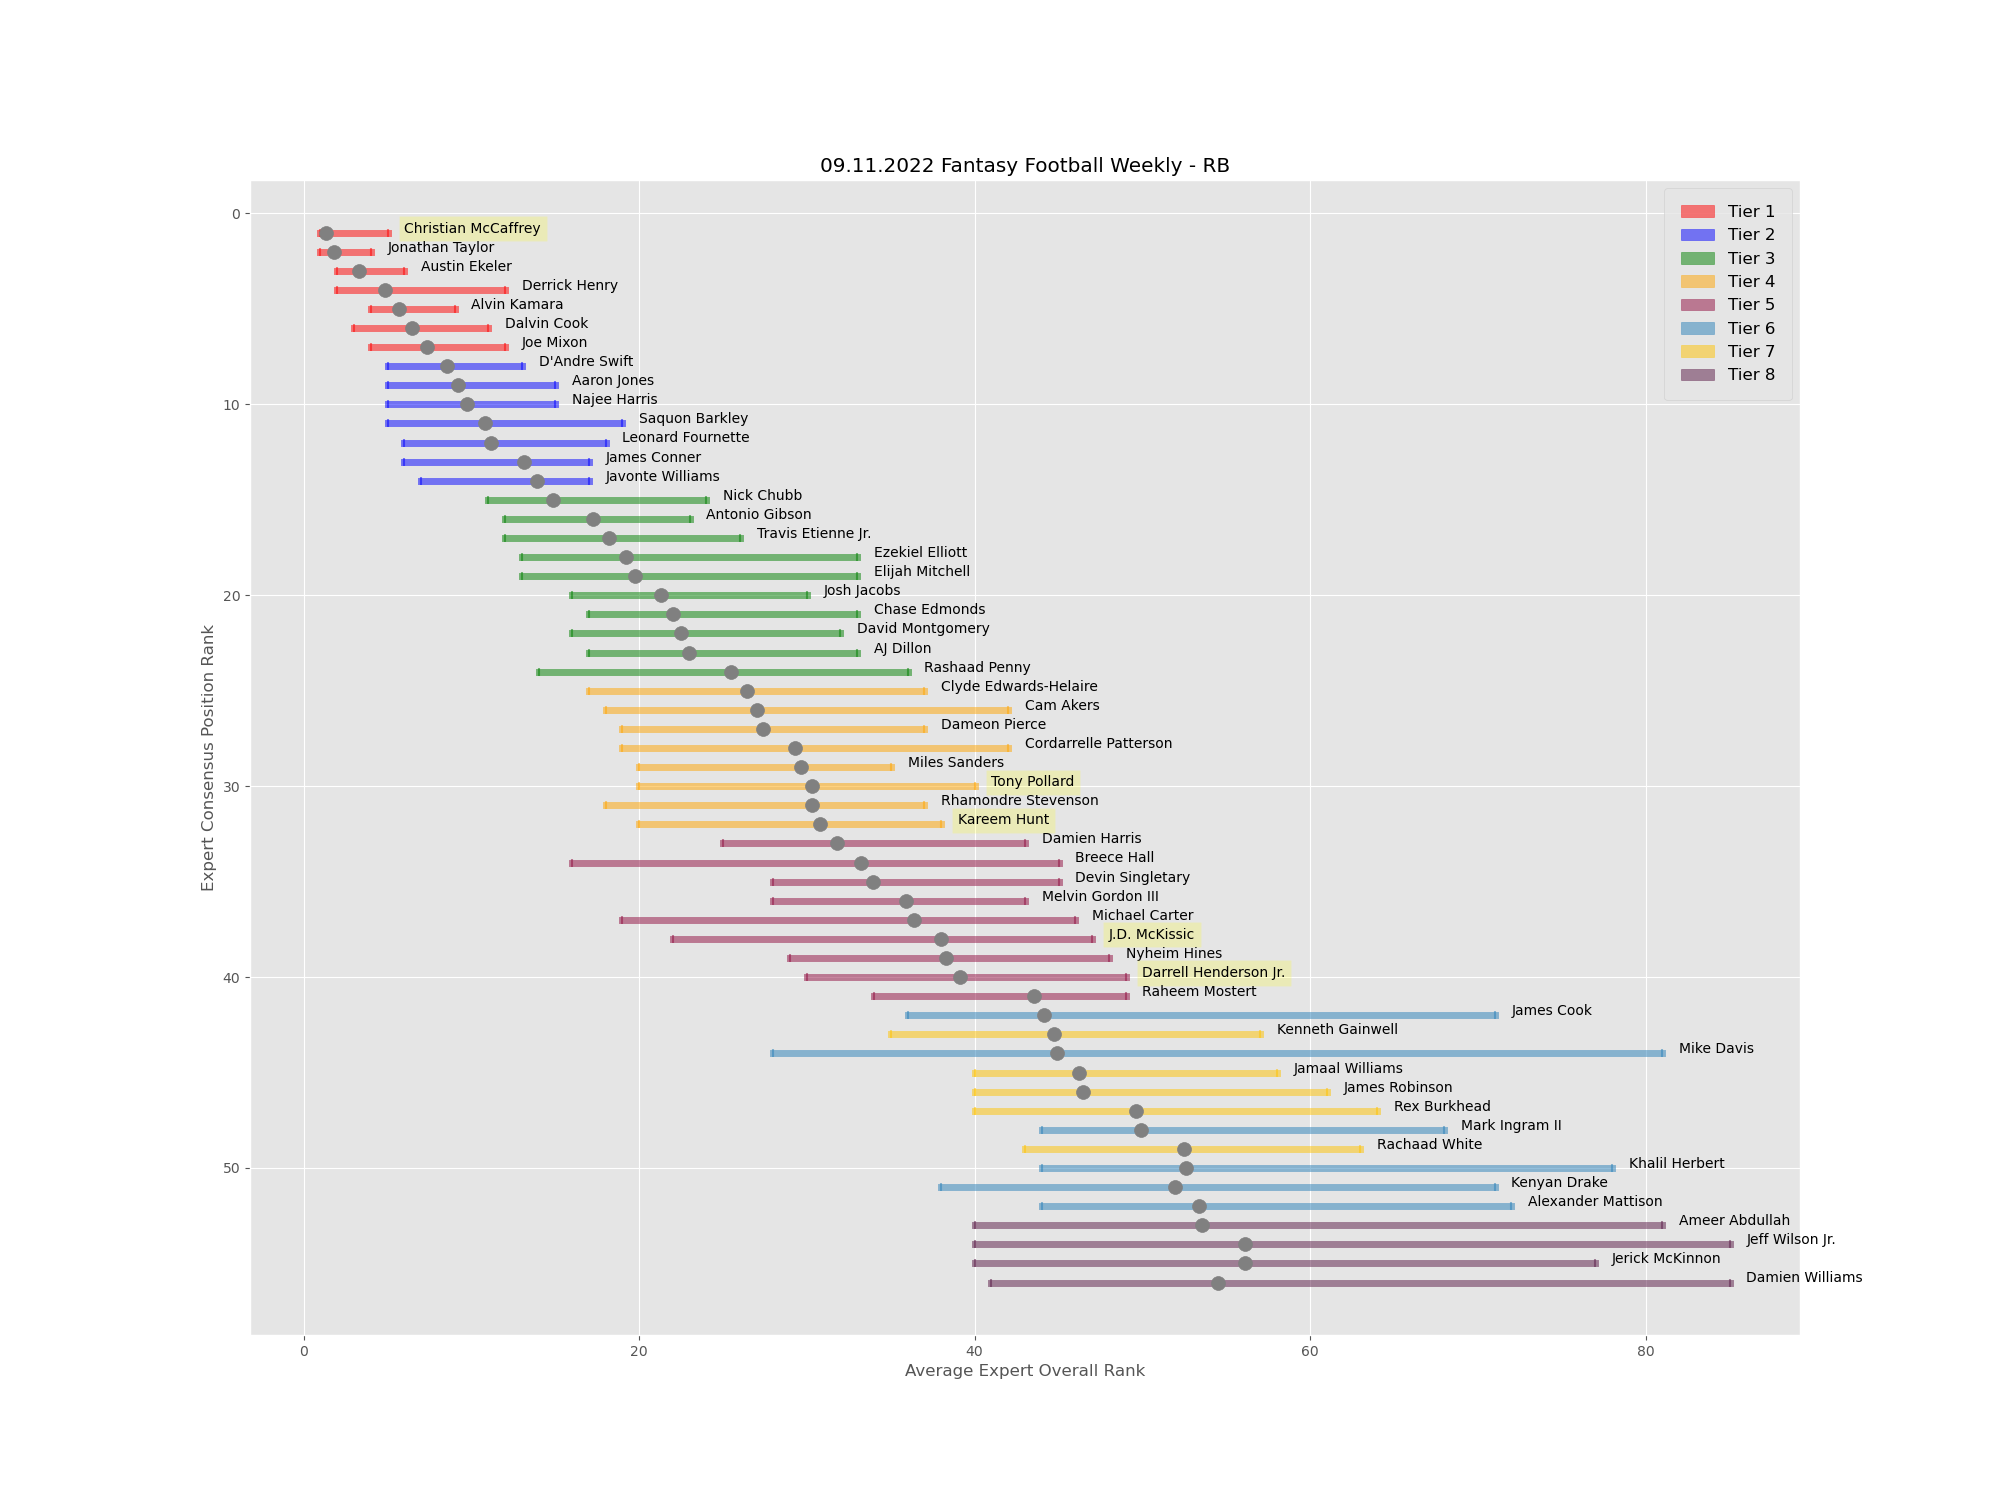 09.11.2022 Fantasy Football Weekly - RB
Tier 1
Tier 2
Tier 3
Tier 4
Tier 5
Tier 6
Tier 7
Tier 8
Expert Consensus Position Rank
0
10
20
30
40
50
Christian McCaffrey
Jonathan Taylor
Austin Ekeler
Derrick Henry
Alvin Kamara
Dalvin Cook
Joe Mixon
D'Andre Swift
Aaron Jones
Najee Harris
Saquon Barkley
Leonard Fournette
James Conner
Javonte Williams
Nick Chubb
Antonio Gibson
Travis Etienne Jr.
Ezekiel Elliott
Elijah Mitchell
Josh Jacobs
Chase Edmonds
David Montgomery
AJ Dillon
Rashaad Penny
Clyde Edwards-Helaire
Cam Akers
Dameon Pierce
Cordarrelle Patterson
Miles Sanders
Tony Pollard
Rhamondre Stevenson
Kareem Hunt
Damien Harris
Breece Hall
Devin Singletary
Melvin Gordon III
Michael Carter
J.D. McKissic
Nyheim Hines
Darrell Henderson Jr.
Raheem Mostert
James Cook
Kenneth Gainwell
Mike Davis
Jamaal Williams
James Robinson
Rex Burkhead
Mark Ingram II
Rachaad White
Khalil Herbert
Kenyan Drake
Alexander Mattison
Ameer Abdullah
Jeff Wilson Jr.
Jerick McKinnon
Damien Williams
0
20
40
60
80
Average Expert Overall Rank